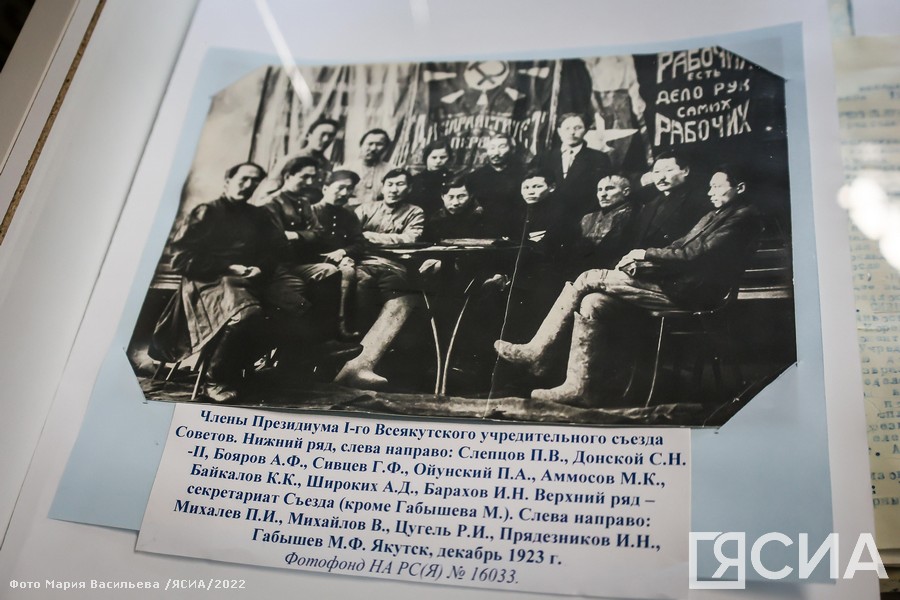 РАБОЧИХ
ЕСТЬ
ДЕЛО РУК
САМИХ
РАБОЧИХ
Члены Президиума I-го Всеякутского учредительного съезда
Советов. Нижний ряд, слева направо: Слепцов П.В., Донской С.Н.
-II, Бояров А.Ф., Сивцев Г.Ф., Ойунский П.А., Аммосов М.К.,
Байкалов К.К., Широких А.Д., Барахов И.Н. Верхний ряд –
секретариат Съезда (кроме Габышева М.). Слева направо:
Михалев П.И., Михайлов В., Цугель Р.И., Прядезников И.Н.,
Габышев М.Ф. Якутск, декабрь 1923 г.
Фотофонд НА РС(Я) № 16033.
ЯСИА
Фото Мария Васильева /ЯСИА/2022